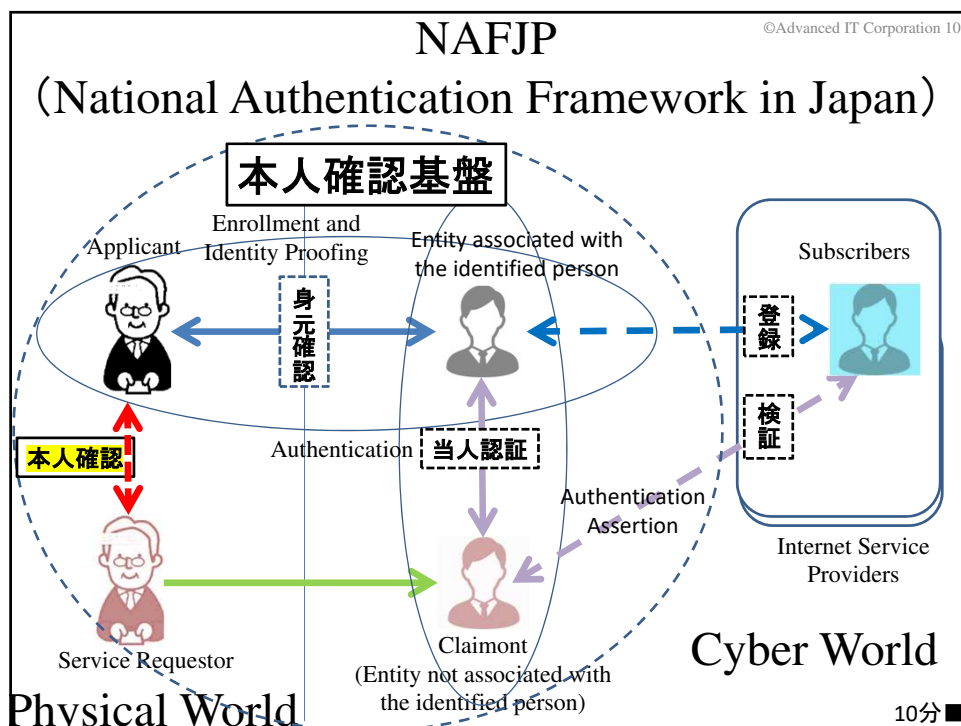 ©Advanced IT Corporation 10
NAFJP
（National Authentication Framework in Japan）
本人確認基盤
Enrollment and
Identity Proofing
Applicant
Entity associated with
the identified person
Subscribers
身元確認
登録
検証
本人確認
Authentication
当人認証
Authentication
Assertion
Internet Service
Providers
Service Requestor
Claimont
(Entity not associated with
the identified person)
Cyber World
Physical World
10分■